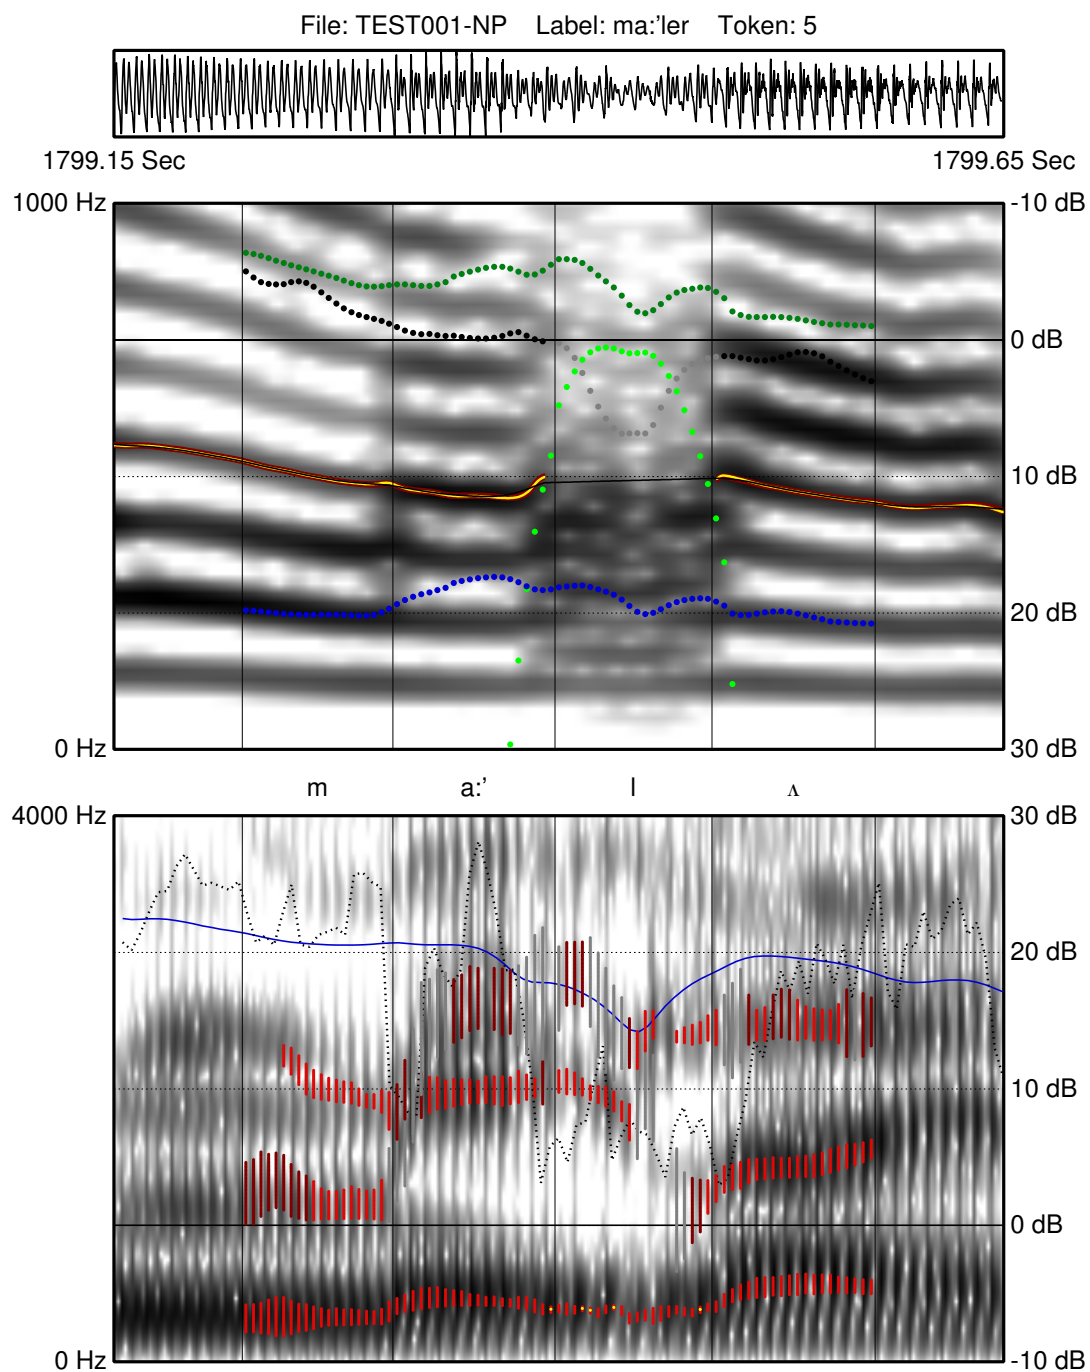 File: TEST001-NP Label: ma:'ler Token: 5
1799.15 Sec 1799.65 Sec
1000 Hz -10 dB
0 dB
10 dB
20 dB
0 Hz 30 dB
m a:' l ʌ
4000 Hz 30 dB
20 dB
10 dB
0 dB
0 Hz -10 dB